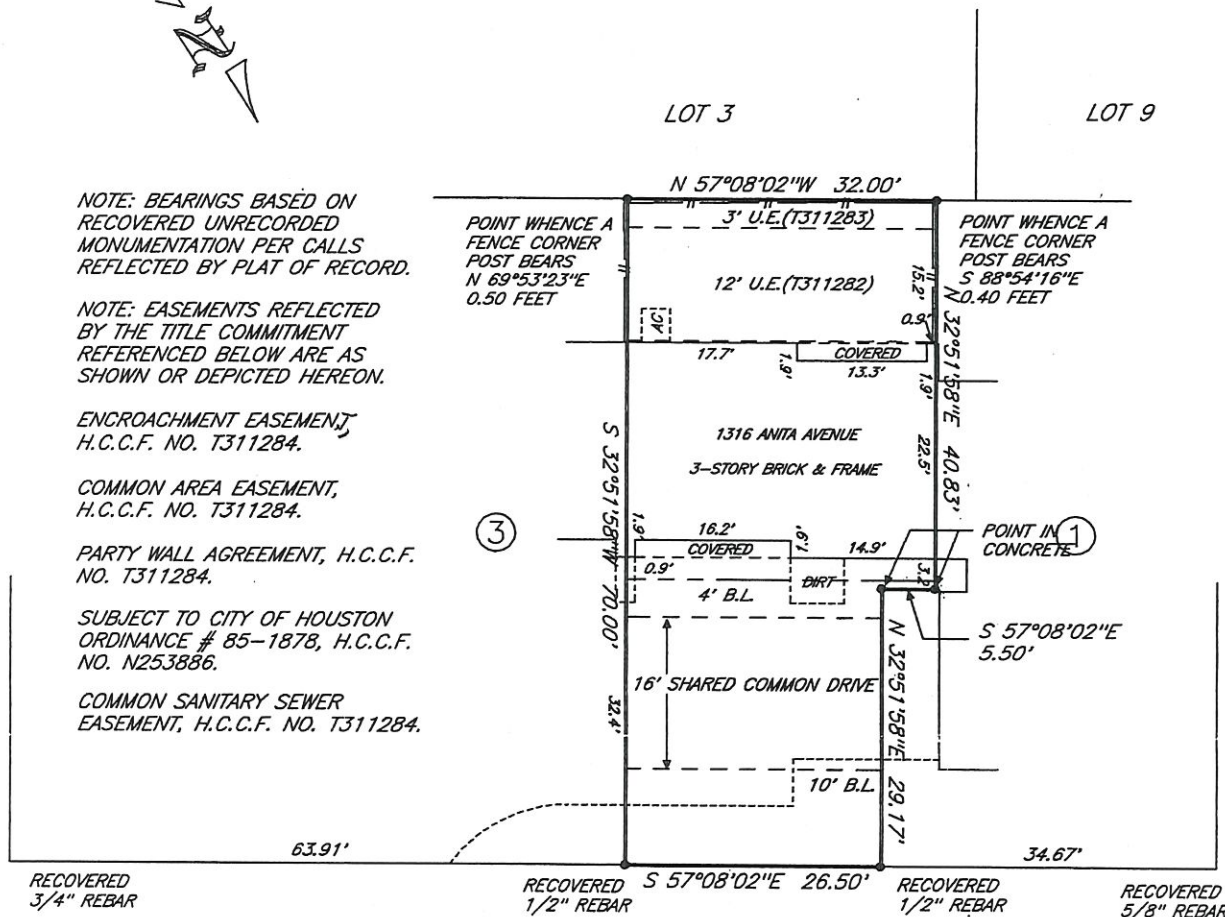 N
LOT 3
LOT 9
NOTE: BEARINGS BASED ON
RECOVERED UNRECORDED
MONUMENTATION PER CALLS
REFLECTED BY PLAT OF RECORD.
NOTE: EASEMENTS REFLECTED
BY THE TITLE COMMITMENT
REFERENCED BELOW ARE AS
SHOWN OR DEPICTED HEREON.
ENCROACHMENT EASEMENT,
H.C.C.F. NO. T311284.
COMMON AREA EASEMENT,
H.C.C.F. NO. T311284.
PARTY WALL AGREEMENT, H.C.C.F.
NO. T311284.
SUBJECT TO CITY OF HOUSTON
ORDINANCE # 85-1878, H.C.C.F.
NO. N253886.
COMMON SANITARY SEWER
EASEMENT, H.C.C.F. NO. T311284.
N 57°08'02"W 32.00'
POINT WHENCE A
FENCE CORNER
POST BEARS
N 69°53'23"E
0.50 FEET
3' U.E.(T311283)
12' U.E.(T311282)
POINT WHENCE A
FENCE CORNER
POST BEARS
S 88°54'16"E
0.40 FEET
15.2'
0.9'
AC
17.7'
1.9'
COVERED
13.3'
1.9'
N 32°51'58"E 40.83'
1316 ANITA AVENUE
3-STORY BRICK & FRAME
22.5'
S 32°51'58"W 70.00'
3
1.9'
16.2'
COVERED
1.9'
14.9'
POINT IN
CONCRETE
1
0.9'
DIRT
3.2'
4' B.L.
S 57°08'02"E
5.50'
16' SHARED COMMON DRIVE
32.4'
N 32°51'58"E 29.17'
10' B.L.
63.91'
34.67'
RECOVERED
3/4" REBAR
RECOVERED
1/2" REBAR
S 57°08'02"E 26.50'
RECOVERED
1/2" REBAR
RECOVERED
5/8" REBAR